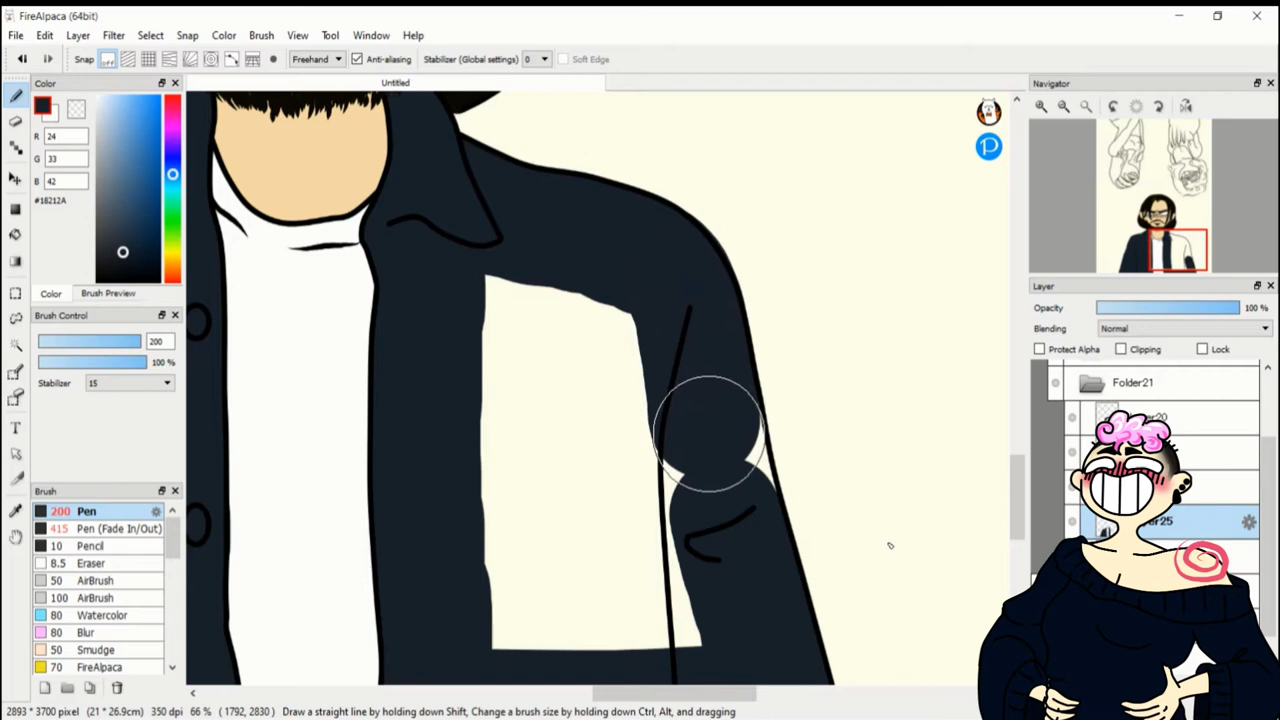 FireAlpaca (64bit)
File Edit Layer Filter Select Snap Color Brush View Tool Window Help
Snap off Freehand Anti-aliasing Stabilizer (Global settings) 0 Soft Edge
Color
Untitled
Navigator
R 24
G 33
B 42
#18212A
Color Brush Preview
Brush Control
200
100 %
Stabilizer 15
Brush
200 Pen
415 Pen (Fade In/Out)
10 Pencil
8.5 Eraser
50 AirBrush
100 AirBrush
80 Watercolor
80 Blur
50 Smudge
70 FireAlpaca
Layer
Opacity 100 %
Blending Normal
Protect Alpha Clipping Lock
Folder21
2893 * 3700 pixel (21 * 26.9cm) 350 dpi 66 % (1792, 2830) Draw a straight line by holding down Shift, Change a brush size by holding down Ctrl, Alt, and dragging